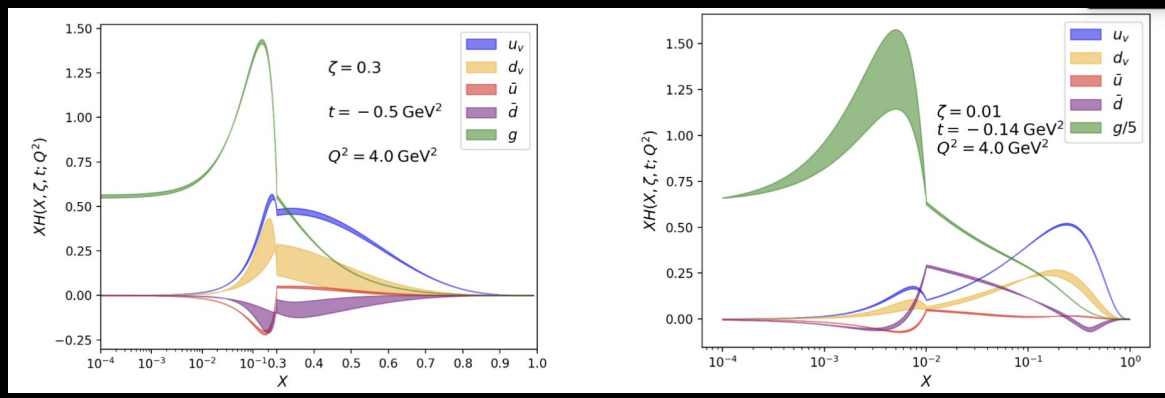 1.50
1.25
1.00
0.75
0.50
0.25
0.00
−0.25
XH(X, ζ, t; Q²)
ζ = 0.3
t = −0.5 GeV²
Q² = 4.0 GeV²
u_v
d_v
ū
d̄
g
10⁻⁴ 10⁻³ 10⁻² 10⁻¹ 0.3 0.4 0.5 0.6 0.7 0.8 0.9 1.0
X
1.50
1.25
1.00
0.75
0.50
0.25
0.00
XH(X, ζ, t; Q²)
ζ = 0.01
t = −0.14 GeV²
Q² = 4.0 GeV²
u_v
d_v
ū
d̄
g/5
10⁻⁴ 10⁻³ 10⁻² 10⁻¹ 10⁰
X